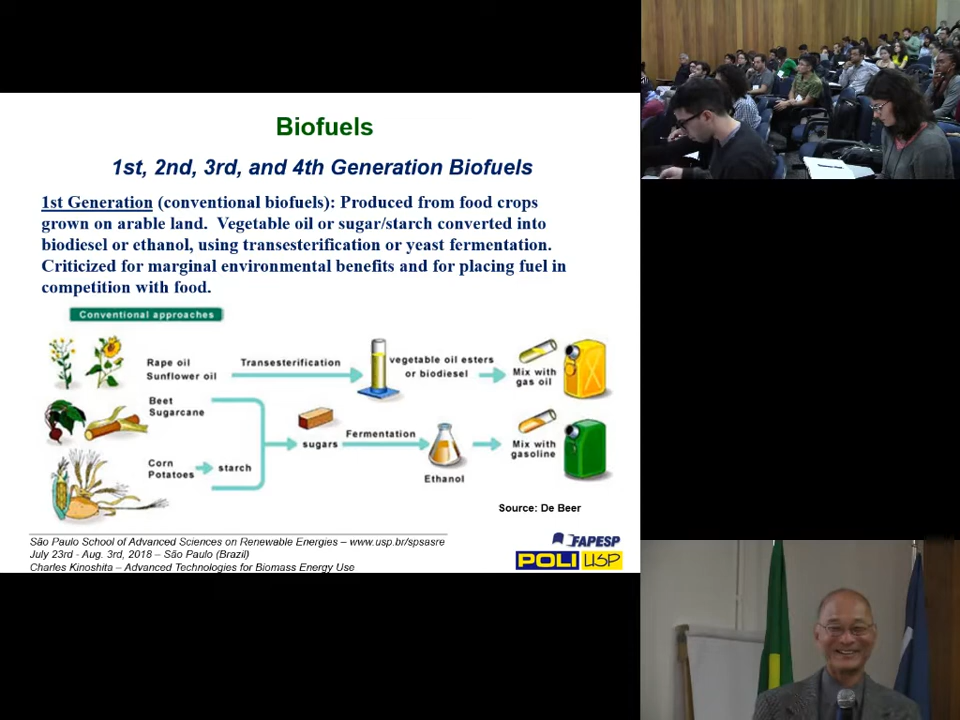 Biofuels
1st, 2nd, 3rd, and 4th Generation Biofuels
1st Generation (conventional biofuels): Produced from food crops
grown on arable land. Vegetable oil or sugar/starch converted into
biodiesel or ethanol, using transesterification or yeast fermentation.
Criticized for marginal environmental benefits and for placing fuel in
competition with food.
Conventional approaches
Rape oil
Sunflower oil
Transesterification
vegetable oil esters
or biodiesel
Mix with
gas oil
Beet
Sugarcane
sugars
Fermentation
Ethanol
Mix with
gasoline
Corn
Potatoes
starch
Source: De Beer
São Paulo School of Advanced Sciences on Renewable Energies – www.usp.br/spsasre
July 23rd - Aug. 3rd, 2018 – São Paulo (Brazil)
Charles Kinoshita – Advanced Technologies for Biomass Energy Use
FAPESP
POLI USP